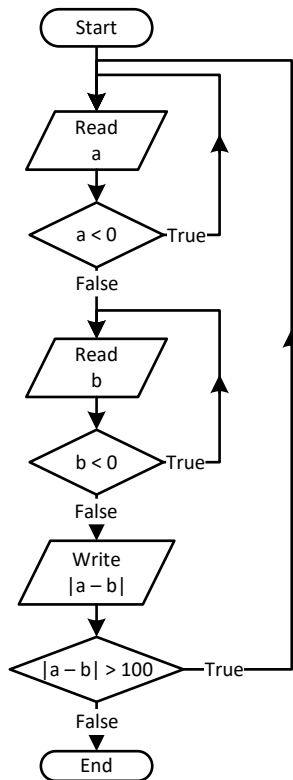 Start
Read
a
a < 0
True
False
Read
b
b < 0
True
False
Write
|a – b|
|a – b| > 100
True
False
End